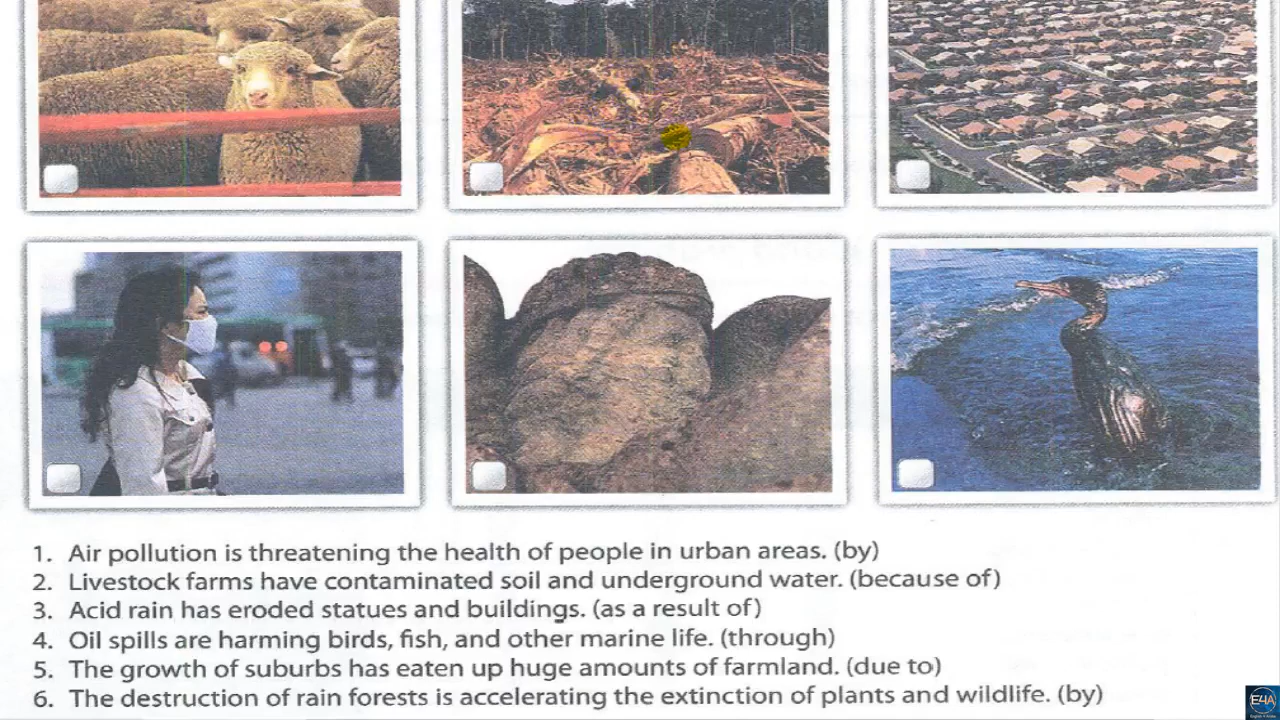 1. Air pollution is threatening the health of people in urban areas. (by)
2. Livestock farms have contaminated soil and underground water. (because of)
3. Acid rain has eroded statues and buildings. (as a result of)
4. Oil spills are harming birds, fish, and other marine life. (through)
5. The growth of suburbs has eaten up huge amounts of farmland. (due to)
6. The destruction of rain forests is accelerating the extinction of plants and wildlife. (by)
E4A